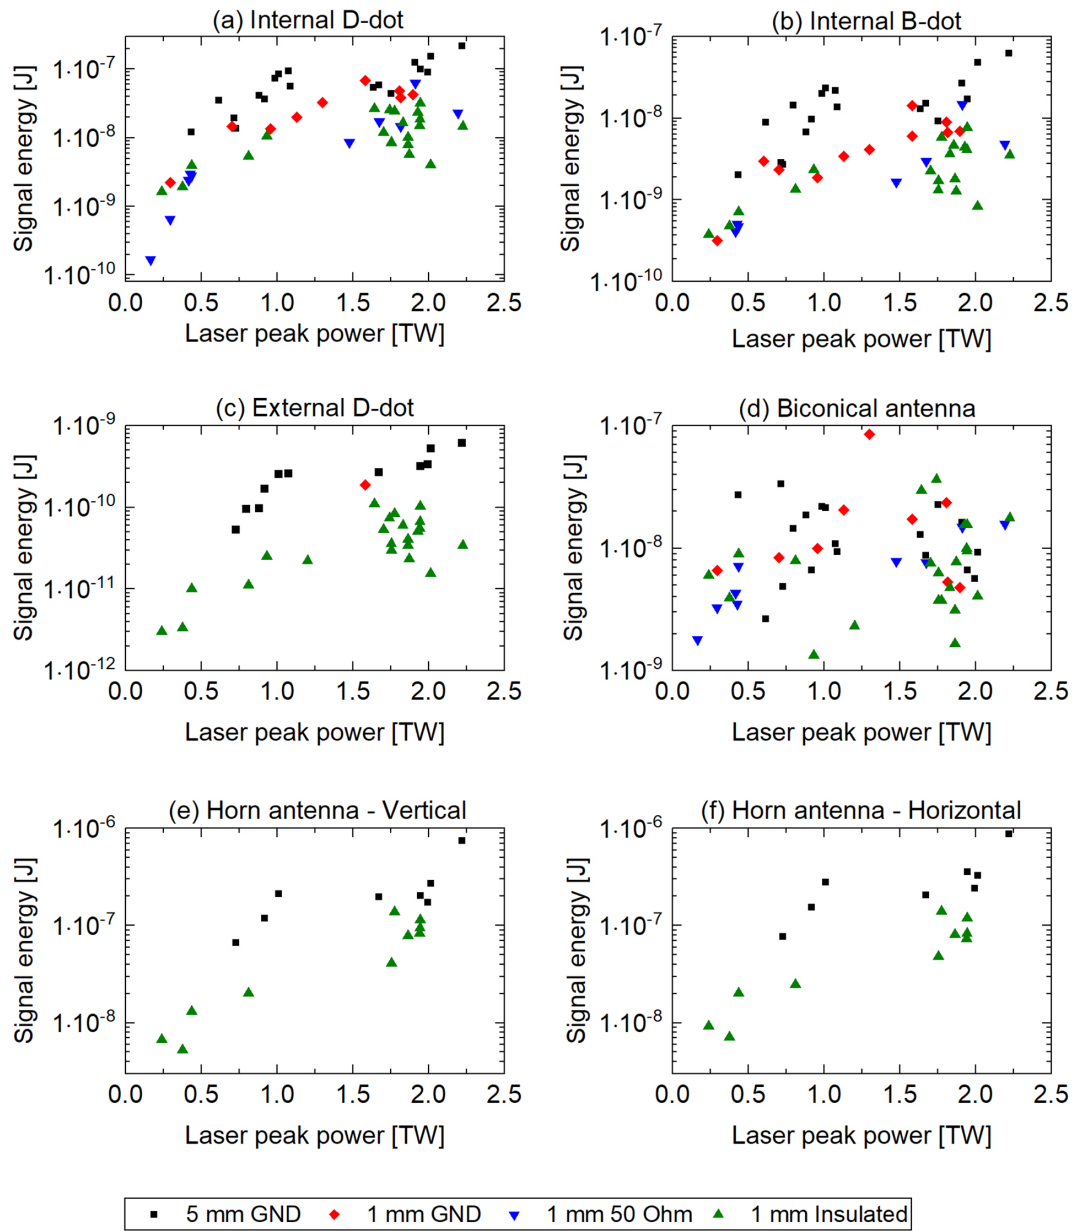 (a) Internal D-dot
Signal energy [J]
1·10⁻⁷
1·10⁻⁸
1·10⁻⁹
1·10⁻¹⁰
0.0 0.5 1.0 1.5 2.0 2.5
Laser peak power [TW]
(b) Internal B-dot
Signal energy [J]
1·10⁻⁷
1·10⁻⁸
1·10⁻⁹
1·10⁻¹⁰
0.0 0.5 1.0 1.5 2.0 2.5
Laser peak power [TW]
(c) External D-dot
Signal energy [J]
1·10⁻⁹
1·10⁻¹⁰
1·10⁻¹¹
1·10⁻¹²
0.0 0.5 1.0 1.5 2.0 2.5
Laser peak power [TW]
(d) Biconical antenna
Signal energy [J]
1·10⁻⁷
1·10⁻⁸
1·10⁻⁹
0.0 0.5 1.0 1.5 2.0 2.5
Laser peak power [TW]
(e) Horn antenna - Vertical
Signal energy [J]
1·10⁻⁶
1·10⁻⁷
1·10⁻⁸
0.0 0.5 1.0 1.5 2.0 2.5
Laser peak power [TW]
(f) Horn antenna - Horizontal
Signal energy [J]
1·10⁻⁶
1·10⁻⁷
1·10⁻⁸
0.0 0.5 1.0 1.5 2.0 2.5
Laser peak power [TW]
5 mm GND 1 mm GND 1 mm 50 Ohm 1 mm Insulated